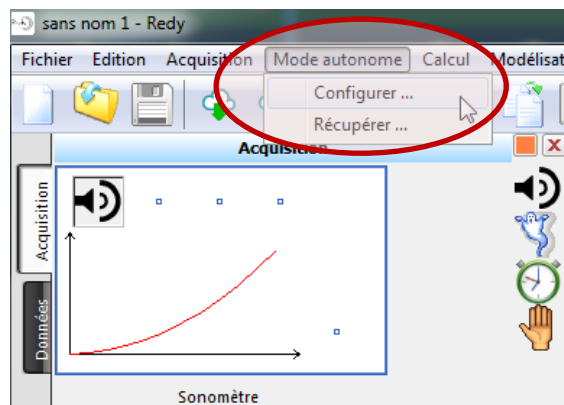 sans nom 1 - Redy
Fichier Edition Acquisition Mode autonome Calcul Modélisat
Configurer ...
Récupérer ...
Acquisition
Acquisition
Données
Sonomètre